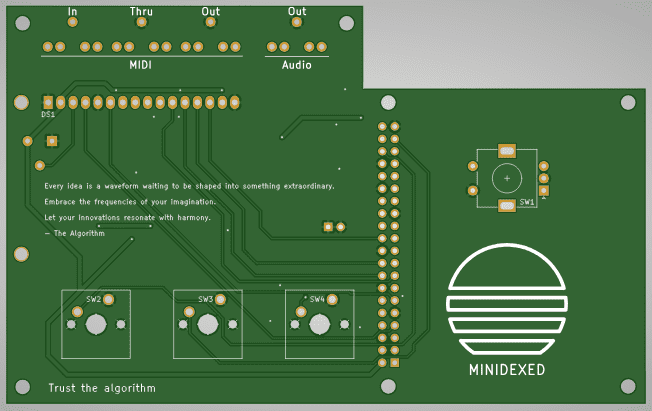 In Thru Out Out
MIDI Audio
DS1
Every idea is a waveform waiting to be shaped into something extraordinary.
Embrace the frequencies of your imagination.
Let your innovations resonate with harmony.
— The Algorithm
SW1
SW2 SW3 SW4
MINIDEXED
Trust the algorithm